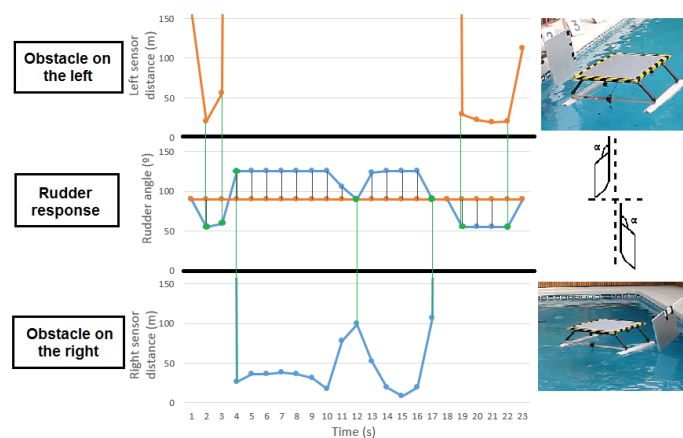 Obstacle on
the left
Left sensor
distance (m)
150
100
50
0
Rudder
response
Rudder angle (º)
150
100
50
0
α
α
Obstacle on
the right
Right sensor
distance (m)
150
100
50
0
1 2 3 4 5 6 7 8 9 10 11 12 13 14 15 16 17 18 19 20 21 22 23
Time (s)